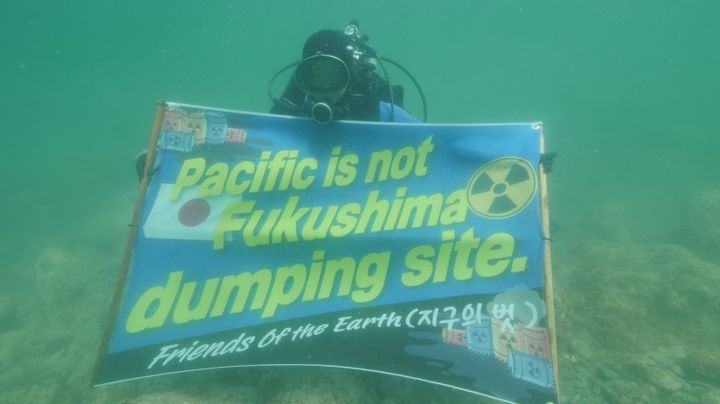 Pacific is not
Fukushima
dumping site.
Friends Of the Earth (지구의 벗)